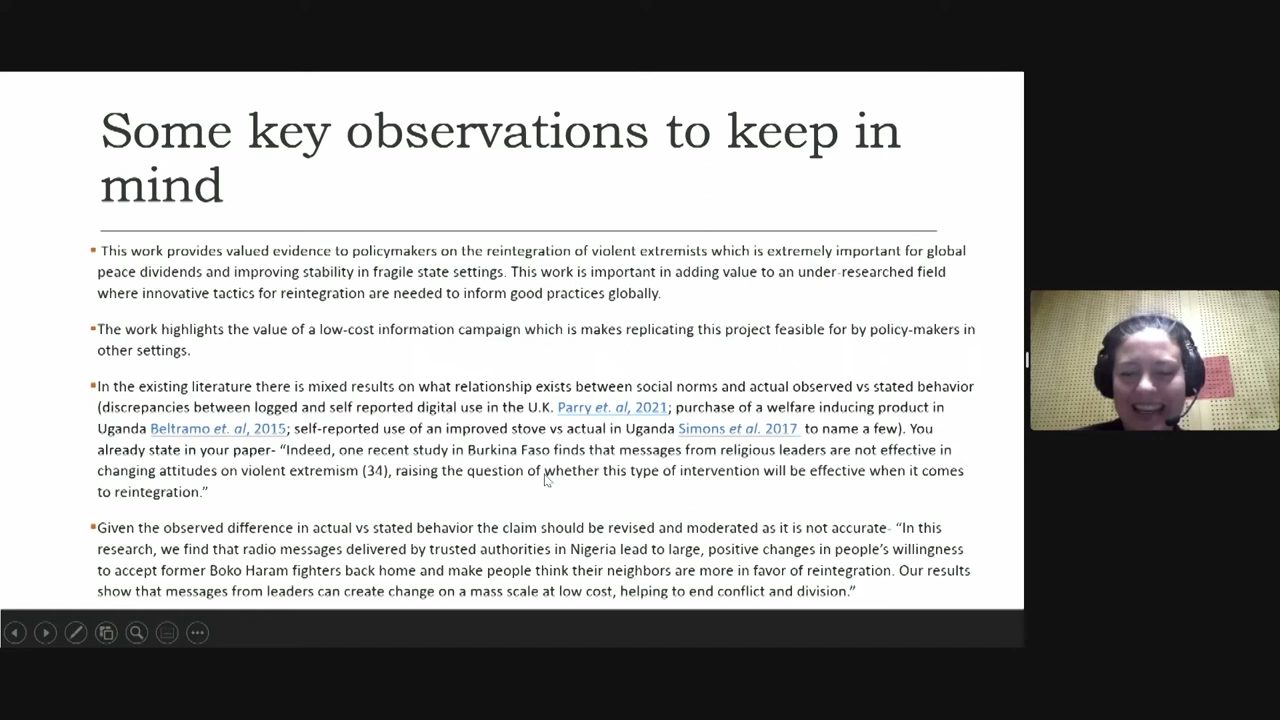 Some key observations to keep in
mind
▪ This work provides valued evidence to policymakers on the reintegration of violent extremists which is extremely important for global
peace dividends and improving stability in fragile state settings. This work is important in adding value to an under-researched field
where innovative tactics for reintegration are needed to inform good practices globally.
▪The work highlights the value of a low-cost information campaign which is makes replicating this project feasible for by policy-makers in
other settings.
▪In the existing literature there is mixed results on what relationship exists between social norms and actual observed vs stated behavior
(discrepancies between logged and self reported digital use in the U.K. Parry et. al, 2021; purchase of a welfare inducing product in
Uganda Beltramo et. al, 2015; self-reported use of an improved stove vs actual in Uganda Simons et al. 2017 to name a few). You
already state in your paper- “Indeed, one recent study in Burkina Faso finds that messages from religious leaders are not effective in
changing attitudes on violent extremism (34), raising the question of whether this type of intervention will be effective when it comes
to reintegration.”
▪Given the observed difference in actual vs stated behavior the claim should be revised and moderated as it is not accurate- “In this
research, we find that radio messages delivered by trusted authorities in Nigeria lead to large, positive changes in people’s willingness
to accept former Boko Haram fighters back home and make people think their neighbors are more in favor of reintegration. Our results
show that messages from leaders can create change on a mass scale at low cost, helping to end conflict and division.”